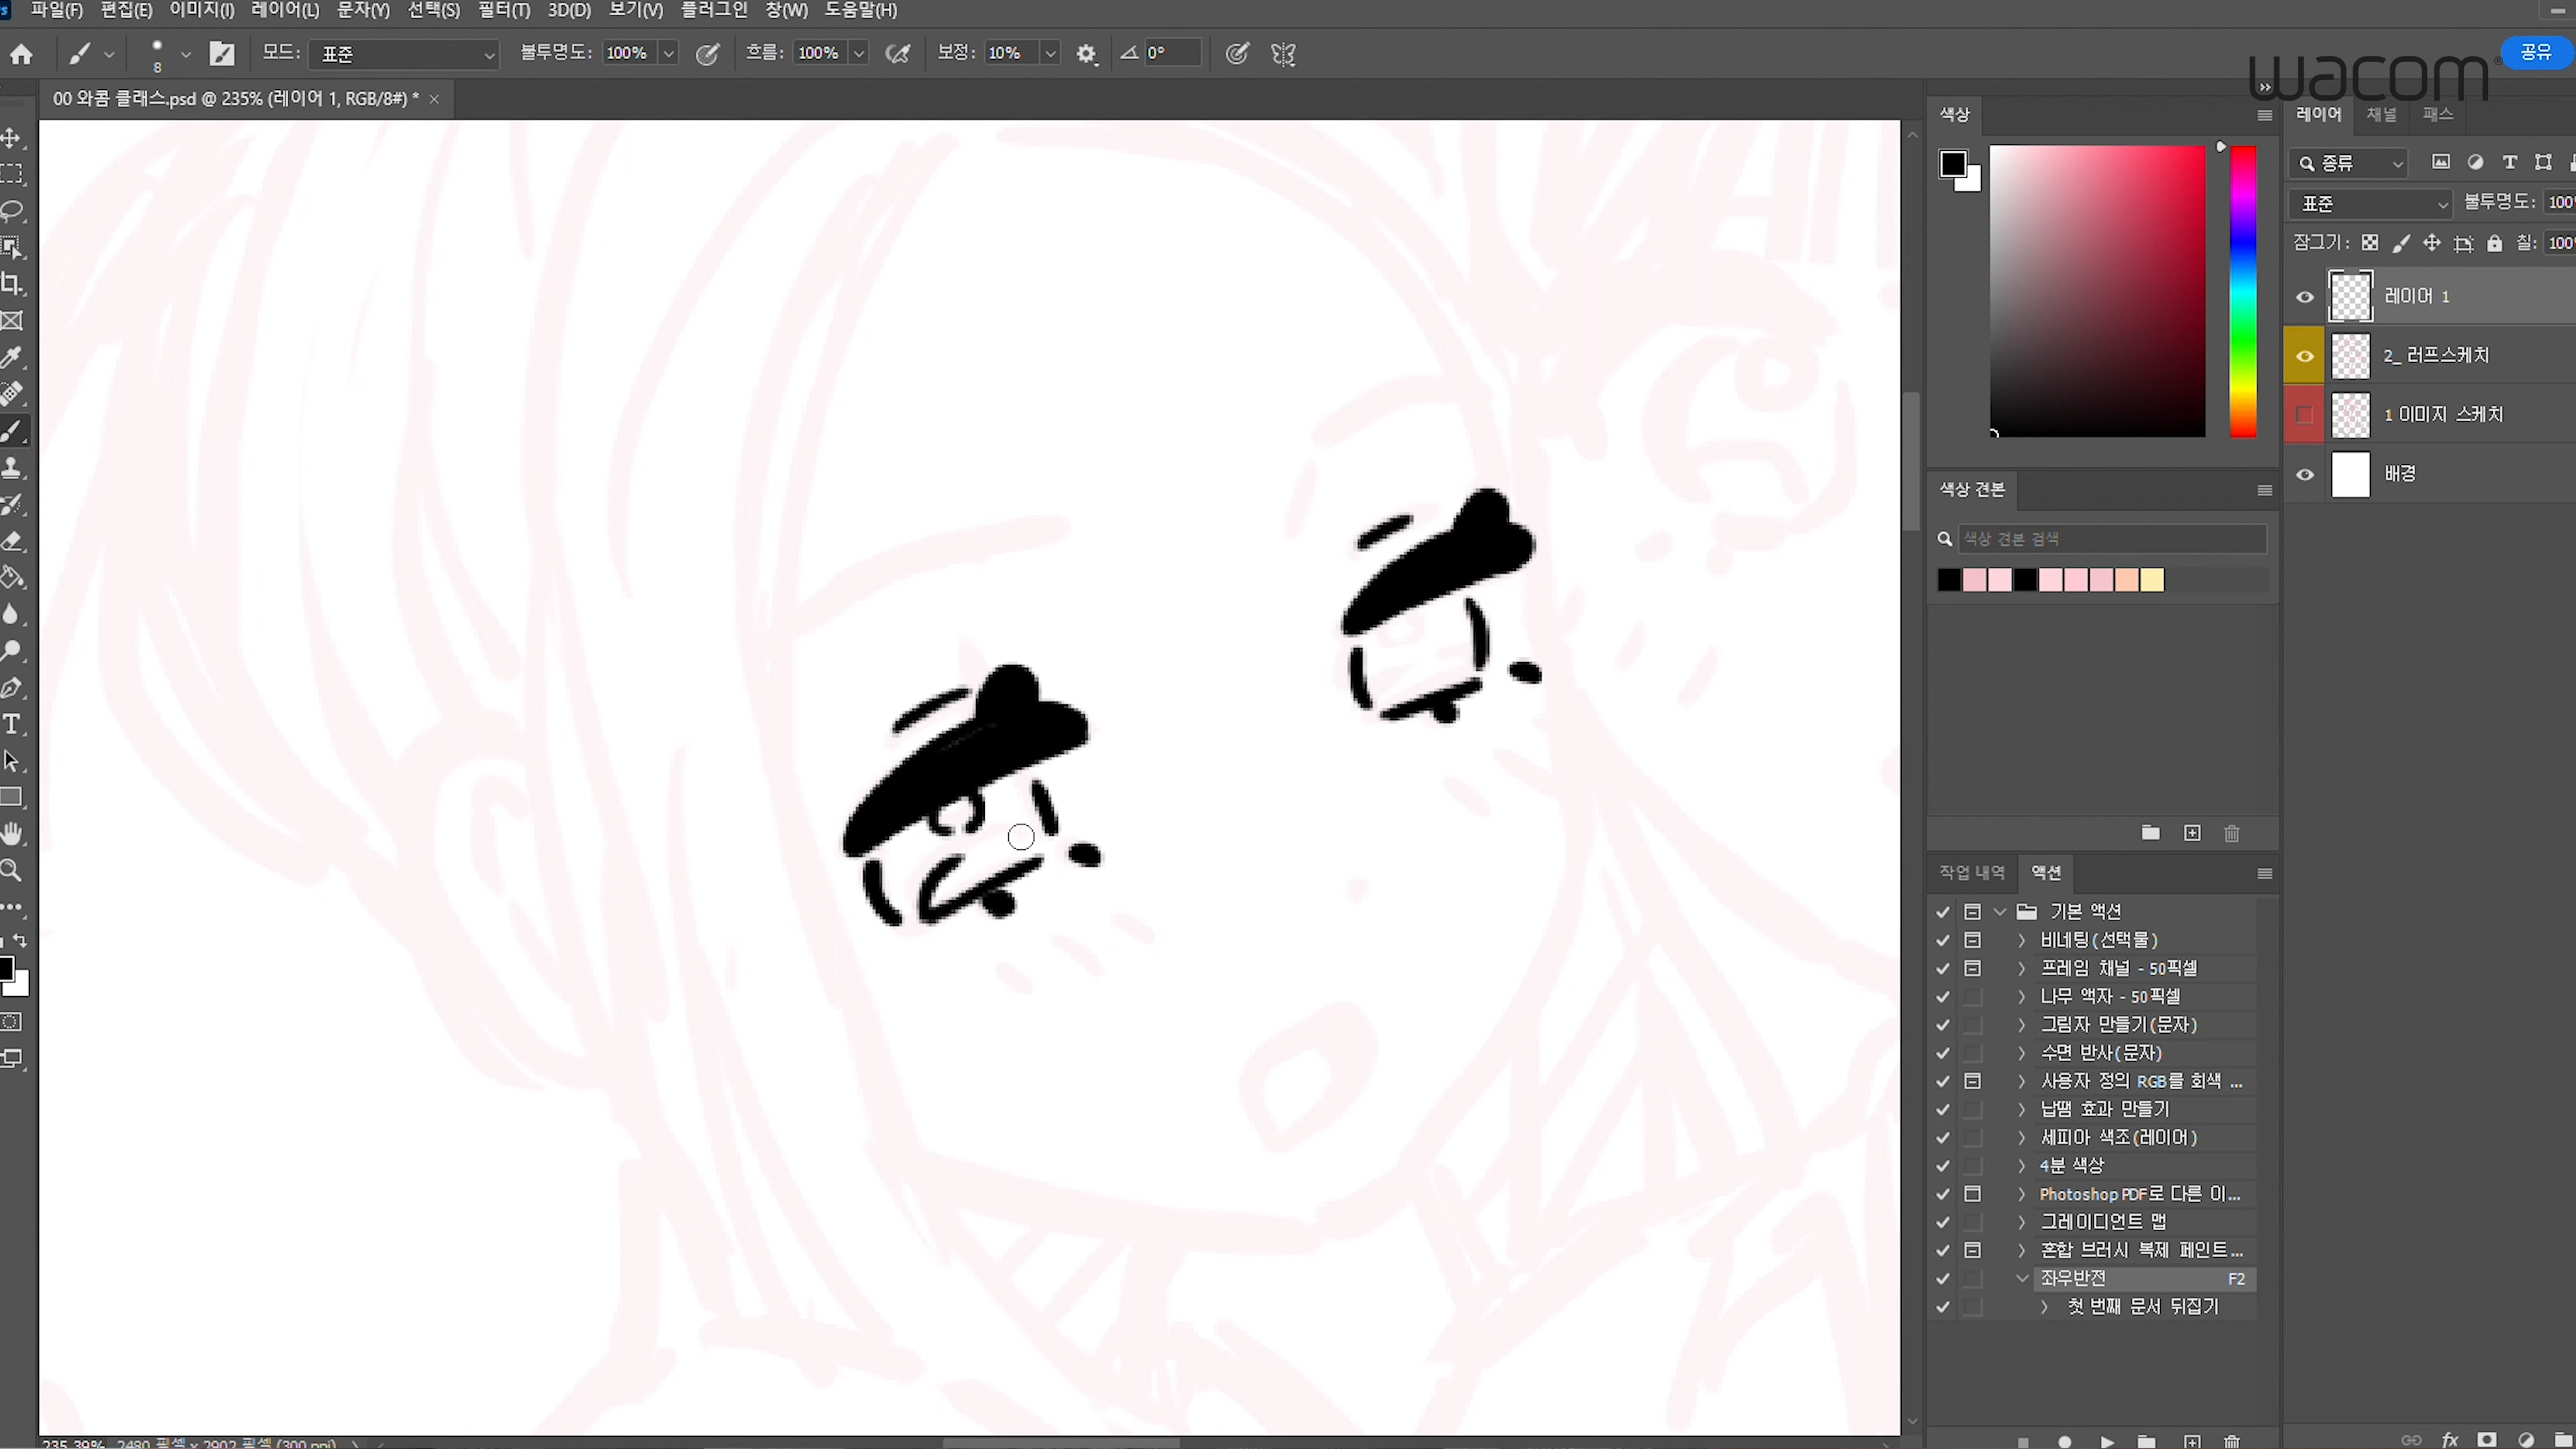 파일(F) 편집(E) 이미지(I) 레이어(L) 문자(Y) 선택(S) 필터(T) 3D(D) 보기(V) 플러그인 창(W) 도움말(H)
8 모드: 표준 불투명도: 100% 흐름: 100% 보정: 10% 0°
공유
wacom
00 와콤 클래스.psd @ 235% (레이어 1, RGB/8#) *
색상
레이어 채널 패스
종류
표준 불투명도: 100
잠그기: 칠: 100
레이어 1
2_ 러프스케치
1 이미지 스케치
배경
색상 견본
색상 견본 검색
작업 내역 액션
기본 액션
비네팅(선택물)
프레임 채널 - 50픽셀
나무 액자 - 50픽셀
그림자 만들기(문자)
수면 반사(문자)
사용자 정의 RGB를 회색 ...
납땜 효과 만들기
세피아 색조(레이어)
4분 색상
Photoshop PDF로 다른 이...
그레이디언트 맵
혼합 브러시 복제 페인트...
좌우반전 F2
첫 번째 문서 뒤집기
235.39% 2480 픽셀 x 2902 픽셀 (300 ppi)
fx